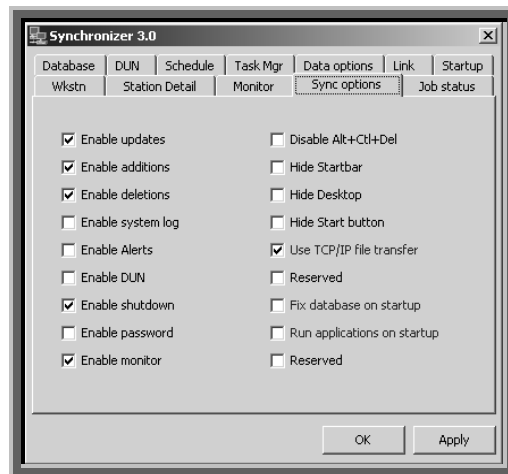 Synchronizer 3.0
Database DUN Schedule Task Mgr Data options Link Startup
Wkstn Station Detail Monitor Sync options Job status
Enable updates
Enable additions
Enable deletions
Enable system log
Enable Alerts
Enable DUN
Enable shutdown
Enable password
Enable monitor
Disable Alt+Ctl+Del
Hide Startbar
Hide Desktop
Hide Start button
Use TCP/IP file transfer
Reserved
Fix database on startup
Run applications on startup
Reserved
OK Apply